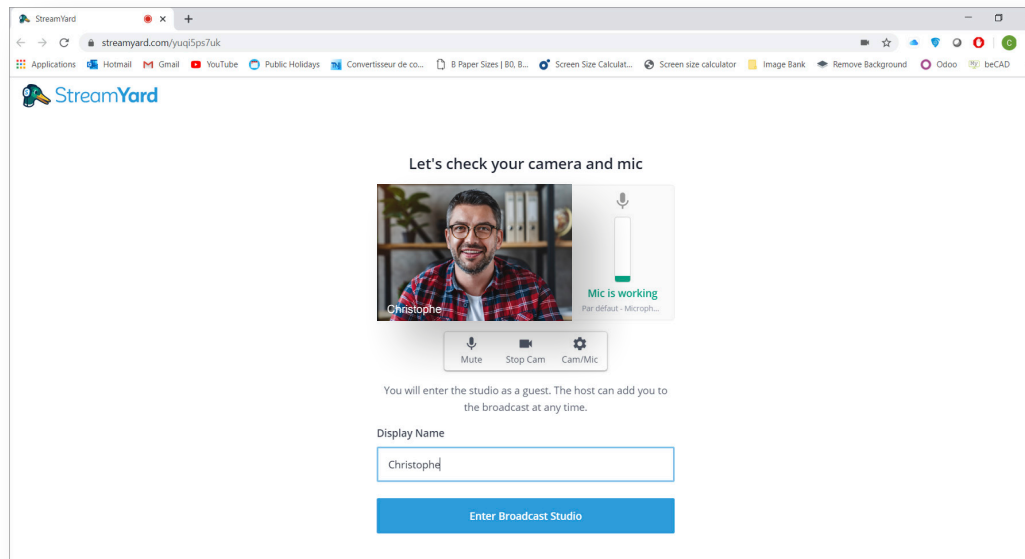 StreamYard
streamyard.com/yuqi5ps7uk
Applications Hotmail Gmail YouTube Public Holidays Convertisseur de co... B Paper Sizes | B0, B... Screen Size Calculat... Screen size calculator Image Bank Remove Background Odoo beCAD
C
StreamYard
Let's check your camera and mic
Christophe
Mic is working
Par défaut - Microph...
Mute Stop Cam Cam/Mic
You will enter the studio as a guest. The host can add you to
the broadcast at any time.
Display Name
Christophe
Enter Broadcast Studio